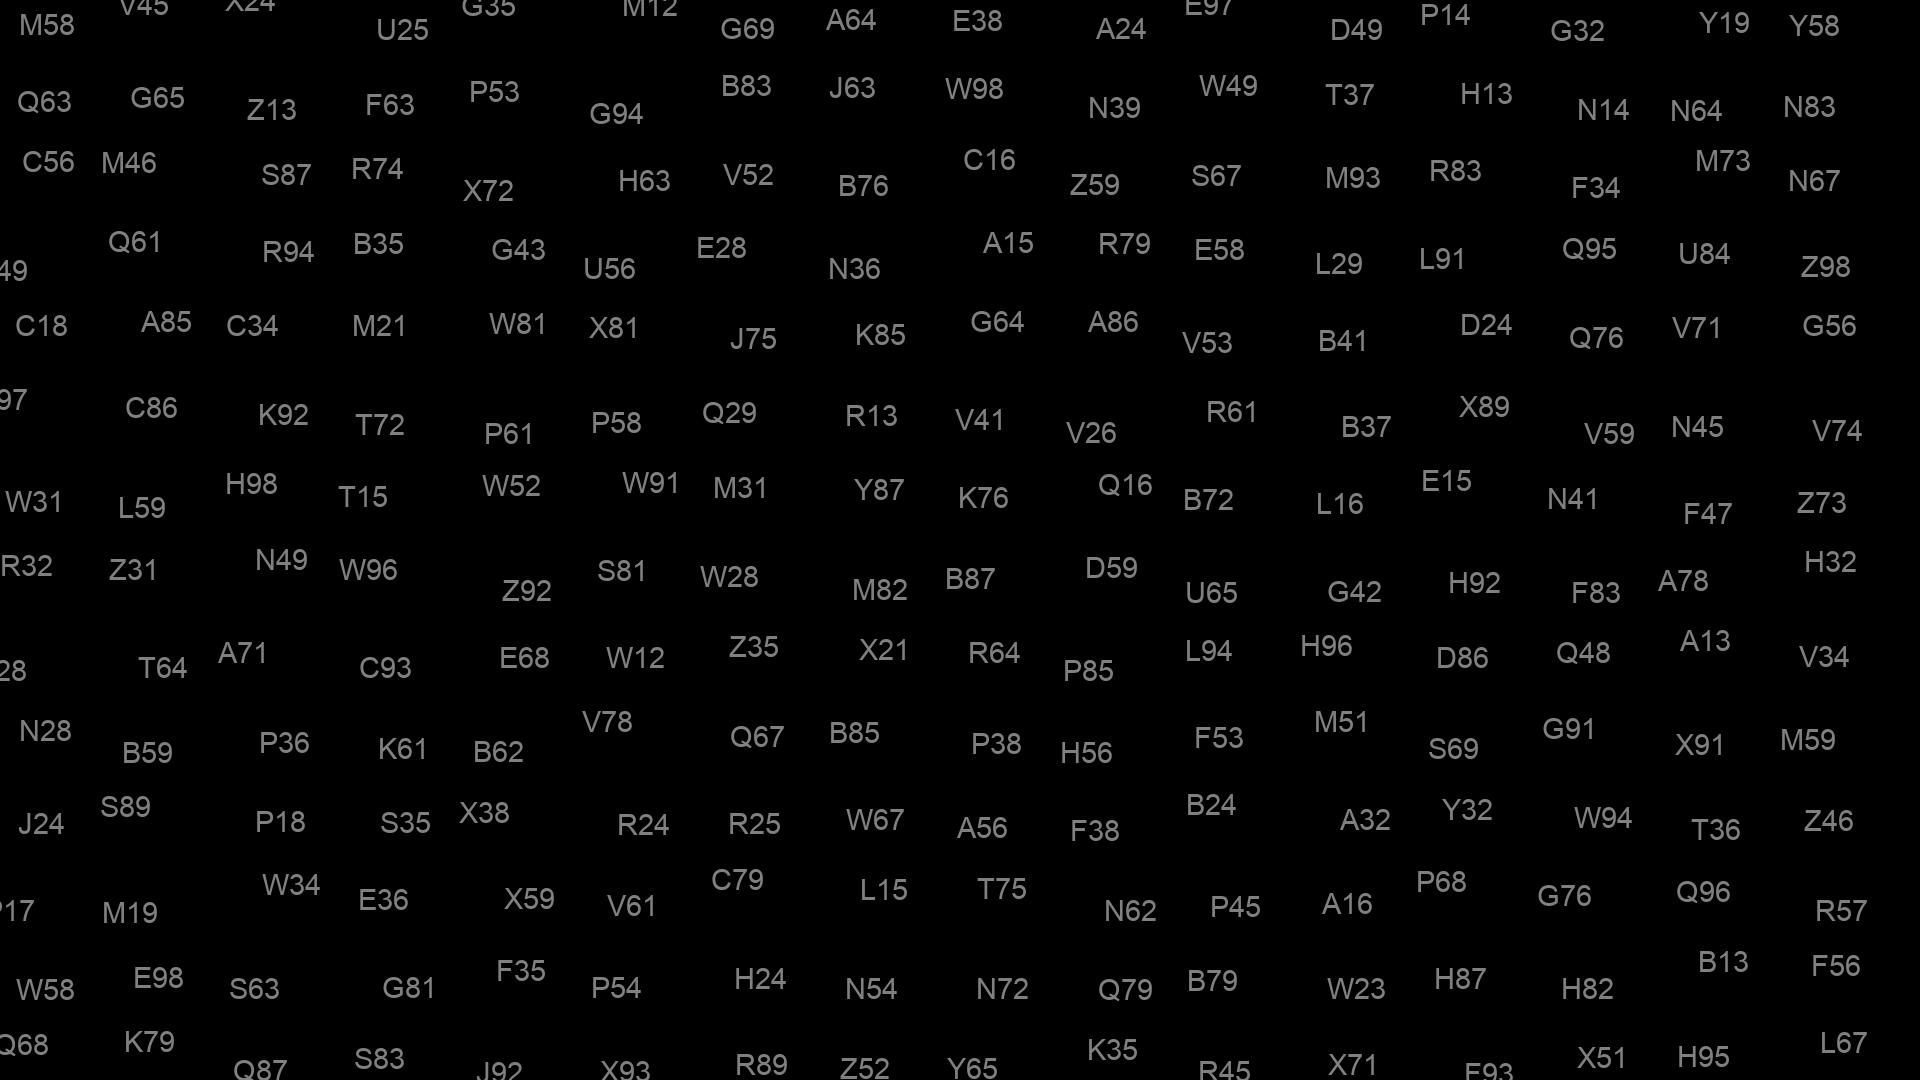 M58 V45 X24 U25 G35 M12 G69 A64 E38 A24 E97 D49 P14 G32 Y19 Y58
Q63 G65 Z13 F63 P53 G94 B83 J63 W98 N39 W49 T37 H13 N14 N64 N83
C56 M46 S87 R74 X72 H63 V52 B76 C16 Z59 S67 M93 R83 F34 M73 N67
49 Q61 R94 B35 G43 U56 E28 N36 A15 R79 E58 L29 L91 Q95 U84 Z98
C18 A85 C34 M21 W81 X81 J75 K85 G64 A86 V53 B41 D24 Q76 V71 G56
97 C86 K92 T72 P61 P58 Q29 R13 V41 V26 R61 B37 X89 V59 N45 V74
W31 L59 H98 T15 W52 W91 M31 Y87 K76 Q16 B72 L16 E15 N41 F47 Z73
R32 Z31 N49 W96 Z92 S81 W28 M82 B87 D59 U65 G42 H92 F83 A78 H32
28 T64 A71 C93 E68 W12 Z35 X21 R64 P85 L94 H96 D86 Q48 A13 V34
N28 B59 P36 K61 B62 V78 Q67 B85 P38 H56 F53 M51 S69 G91 X91 M59
J24 S89 P18 S35 X38 R24 R25 W67 A56 F38 B24 A32 Y32 W94 T36 Z46
17 M19 W34 E36 X59 V61 C79 L15 T75 N62 P45 A16 P68 G76 Q96 R57
W58 E98 S63 G81 F35 P54 H24 N54 N72 Q79 B79 W23 H87 H82 B13 F56
Q68 K79 Q87 S83 J92 X93 R89 Z52 Y65 K35 R45 X71 X51 H95 L67